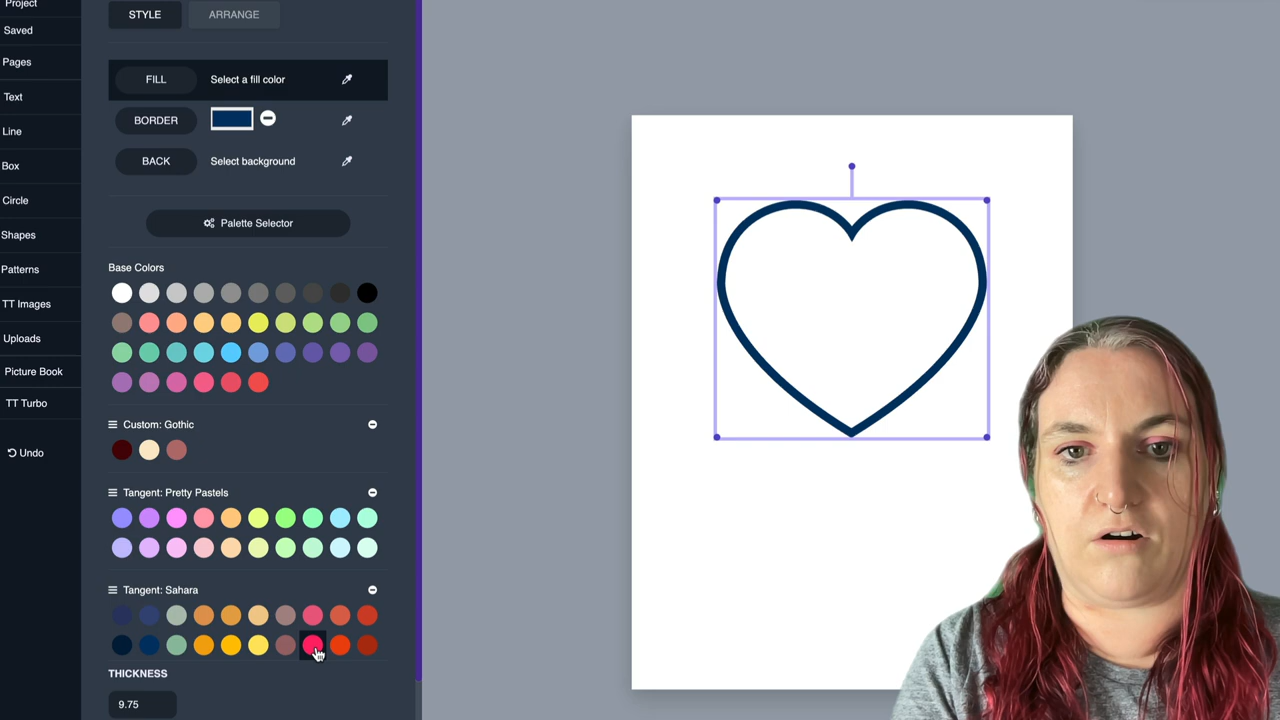 Project
Saved
Pages
Text
Line
Box
Circle
Shapes
Patterns
TT Images
Uploads
Picture Book
TT Turbo
Undo
STYLE
ARRANGE
FILL
Select a fill color
BORDER
BACK
Select background
Palette Selector
Base Colors
Custom: Gothic
Tangent: Pretty Pastels
Tangent: Sahara
THICKNESS
9.75